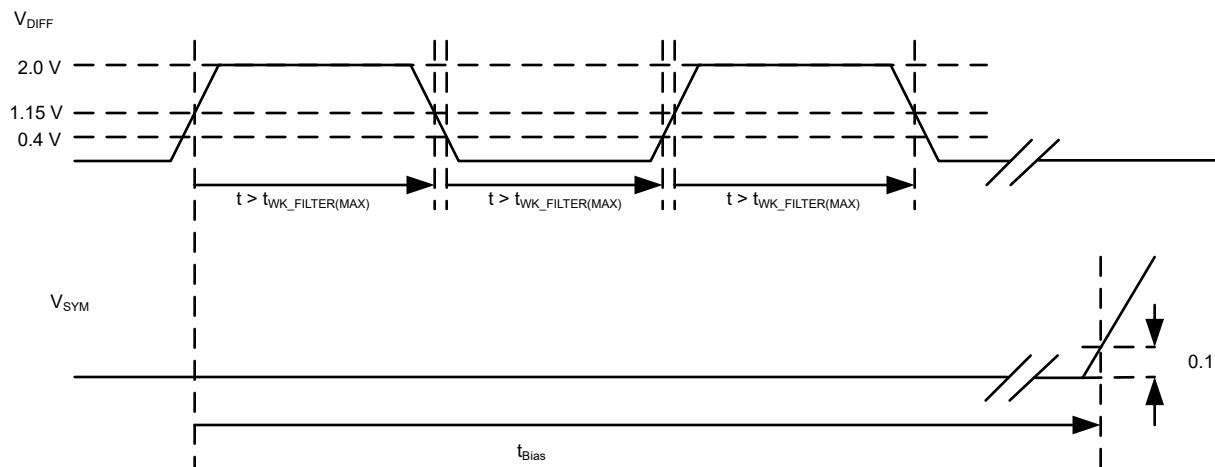 V_DIFF
2.0 V
1.15 V
0.4 V
t > t_WK_FILTER(MAX)
t > t_WK_FILTER(MAX)
t > t_WK_FILTER(MAX)
V_SYM
0.1
t_Bias